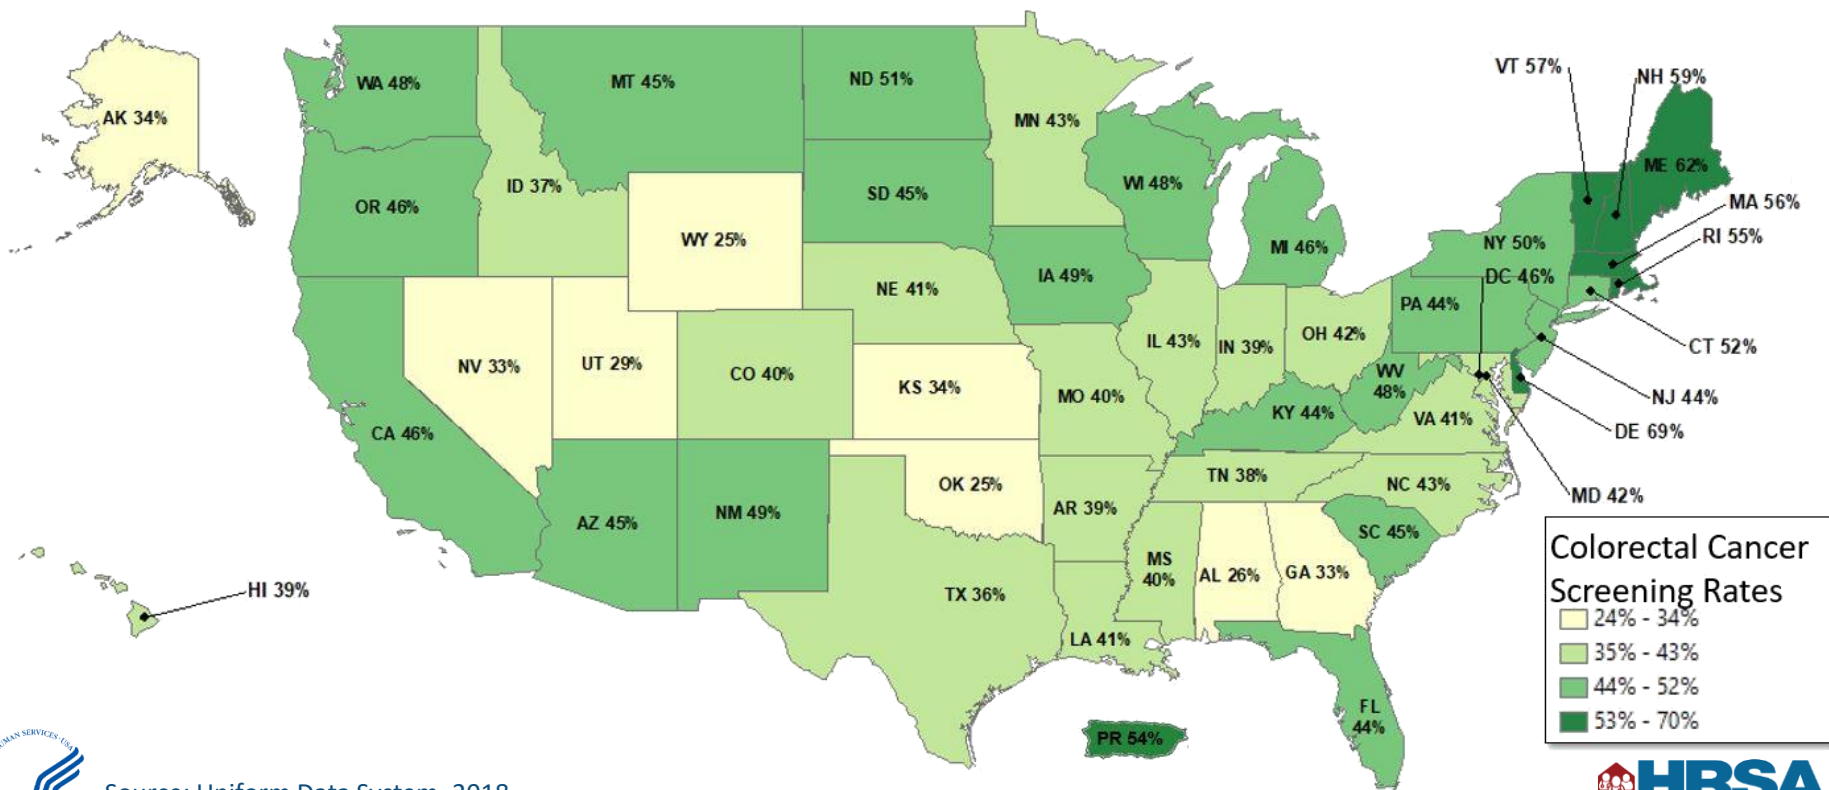 AK 34%
WA 48%
MT 45%
ND 51%
MN 43%
VT 57%
NH 59%
ME 62%
MA 56%
RI 55%
OR 46%
ID 37%
WY 25%
SD 45%
WI 48%
MI 46%
NY 50%
DC 46%
IA 49%
NE 41%
PA 44%
CT 52%
NV 33%
UT 29%
CO 40%
KS 34%
MO 40%
IL 43%
IN 39%
OH 42%
WV
48%
KY 44%
VA 41%
NJ 44%
DE 69%
MD 42%
CA 46%
AZ 45%
NM 49%
OK 25%
AR 39%
TN 38%
NC 43%
SC 45%
MS
40%
AL 26%
GA 33%
TX 36%
LA 41%
HI 39%
FL
44%
PR 54%
Colorectal Cancer
Screening Rates
24% - 34%
35% - 43%
44% - 52%
53% - 70%
UMAN SERVICES·USA
Source: Uniform Data System, 2018
HRSA